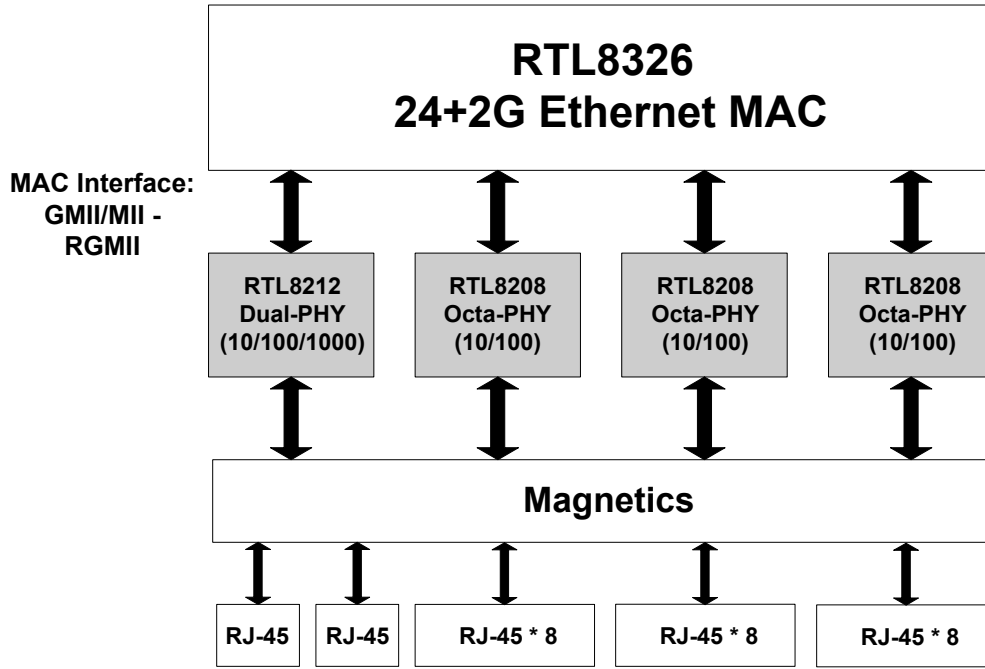 RTL8326
24+2G Ethernet MAC
MAC Interface:
GMII/MII -
RGMII
RTL8212
Dual-PHY
(10/100/1000)
RTL8208
Octa-PHY
(10/100)
RTL8208
Octa-PHY
(10/100)
RTL8208
Octa-PHY
(10/100)
Magnetics
RJ-45
RJ-45
RJ-45 * 8
RJ-45 * 8
RJ-45 * 8